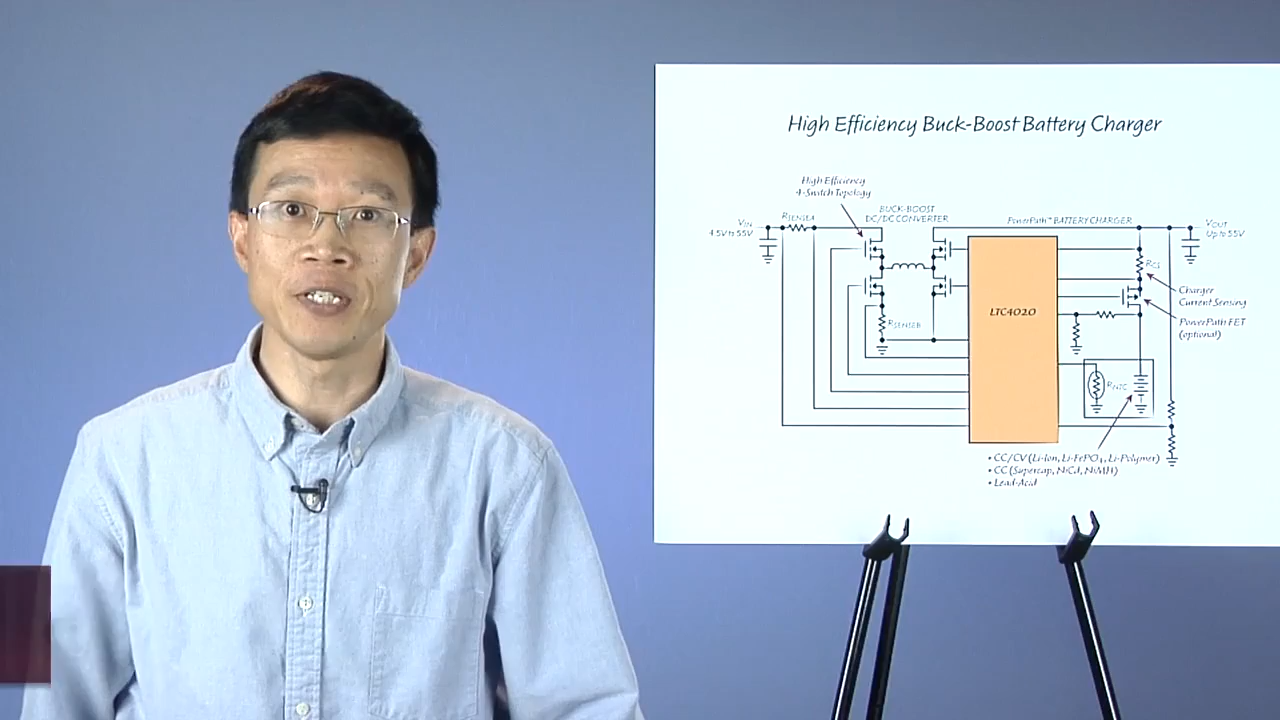 High Efficiency Buck-Boost Battery Charger
High Efficiency
4-Switch Topology
BUCK-BOOST
DC/DC CONVERTER
PowerPath™ BATTERY CHARGER
VIN
4.5V to 55V
RSENSEA
VOUT
Up to 55V
RCS
Charger
Current Sensing
LTC4020
PowerPath FET
(optional)
RSENSEB
RNTC
• CC/CV (Li-Ion, Li-FePO4, Li-Polymer)
• CC (Supercap, NiCd, NiMH)
• Lead-Acid